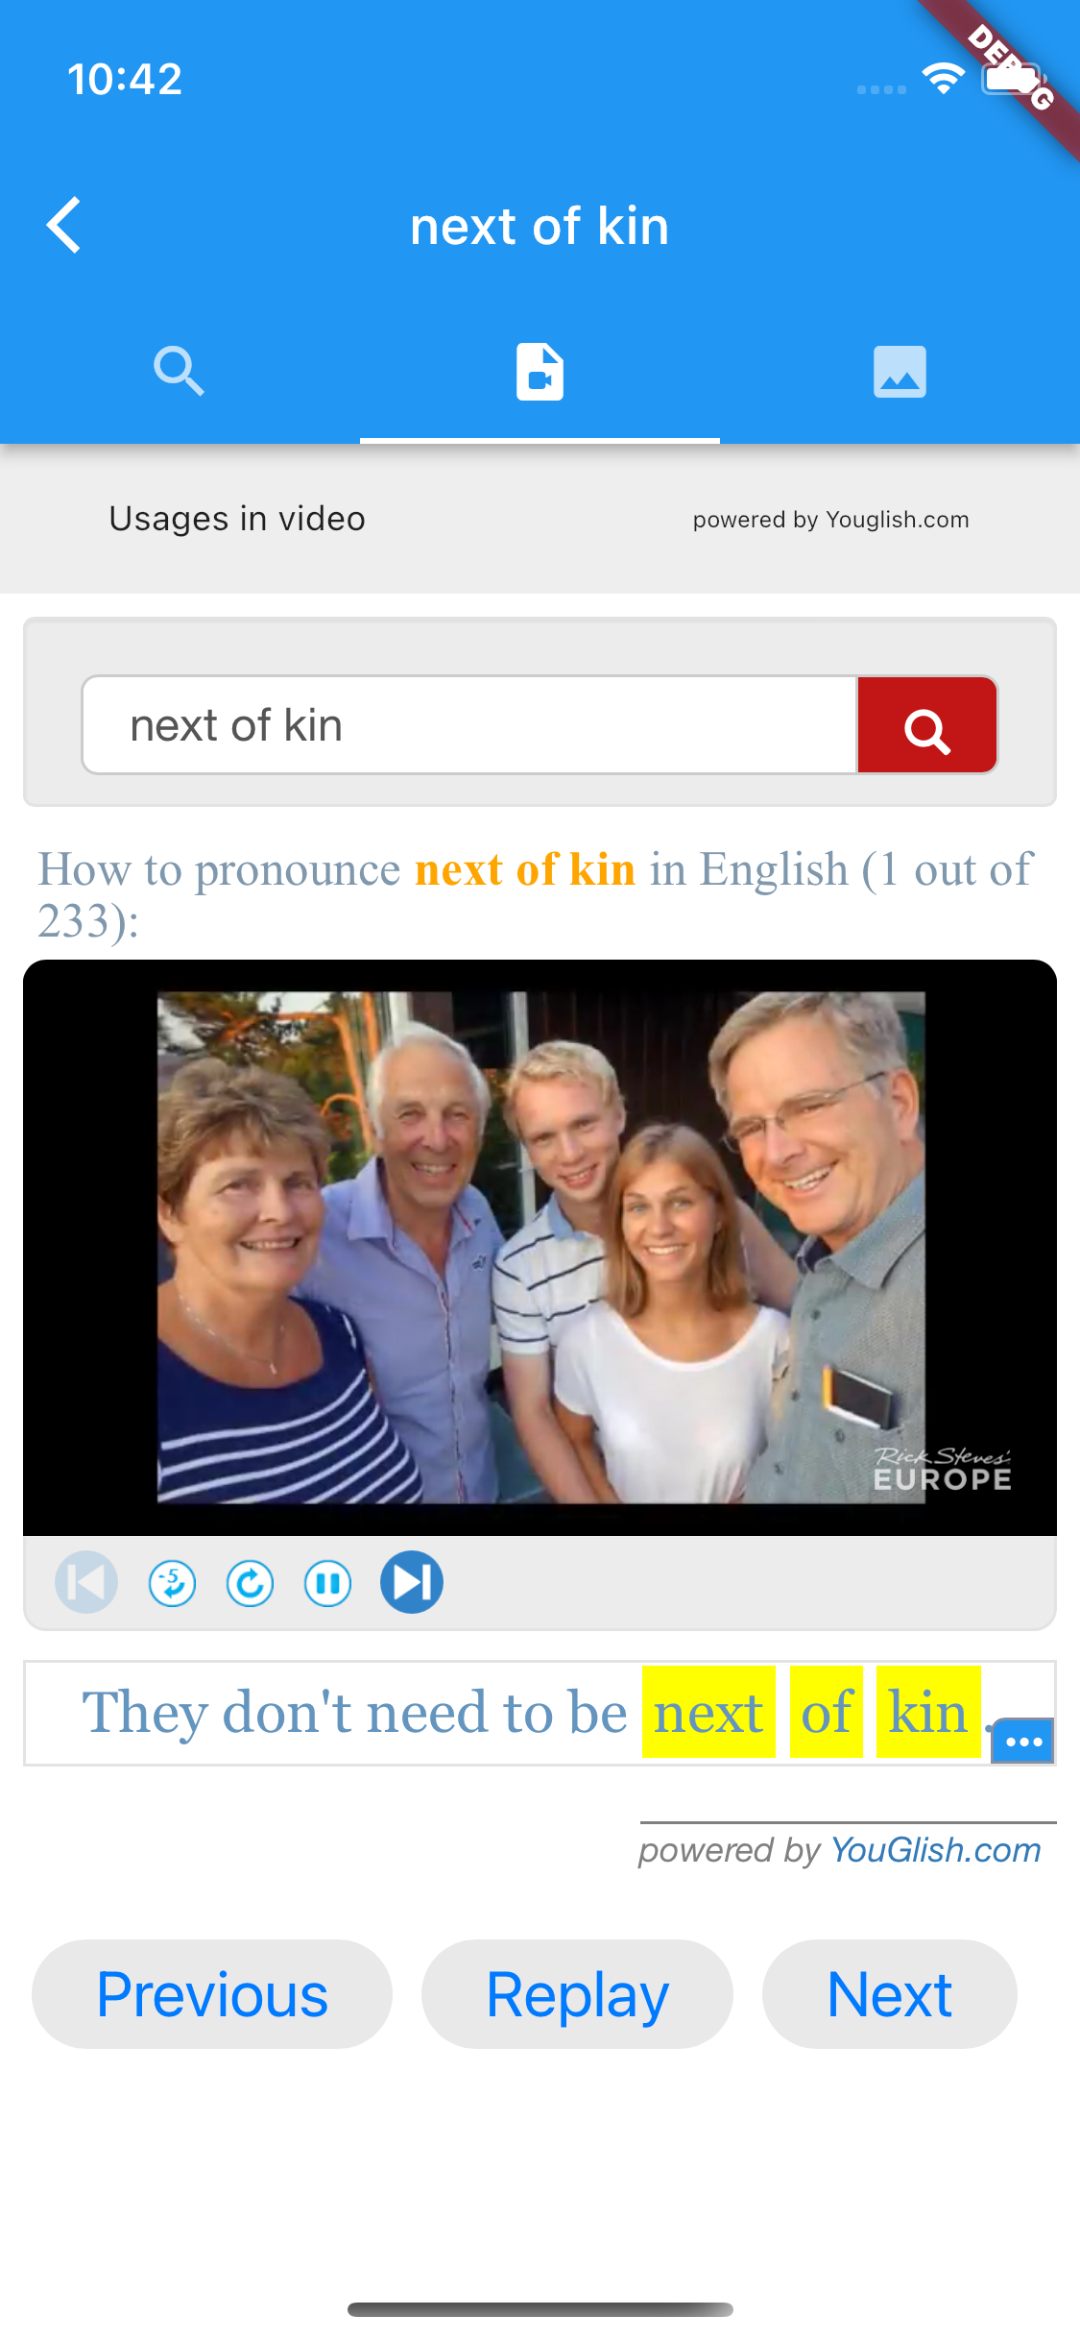 10:42
DEBUG
next of kin
Usages in video
powered by Youglish.com
next of kin
How to pronounce next of kin in English (1 out of
233):
Rick Steves'
EUROPE
-5
They don't need to be next of kin.
powered by YouGlish.com
Previous
Replay
Next